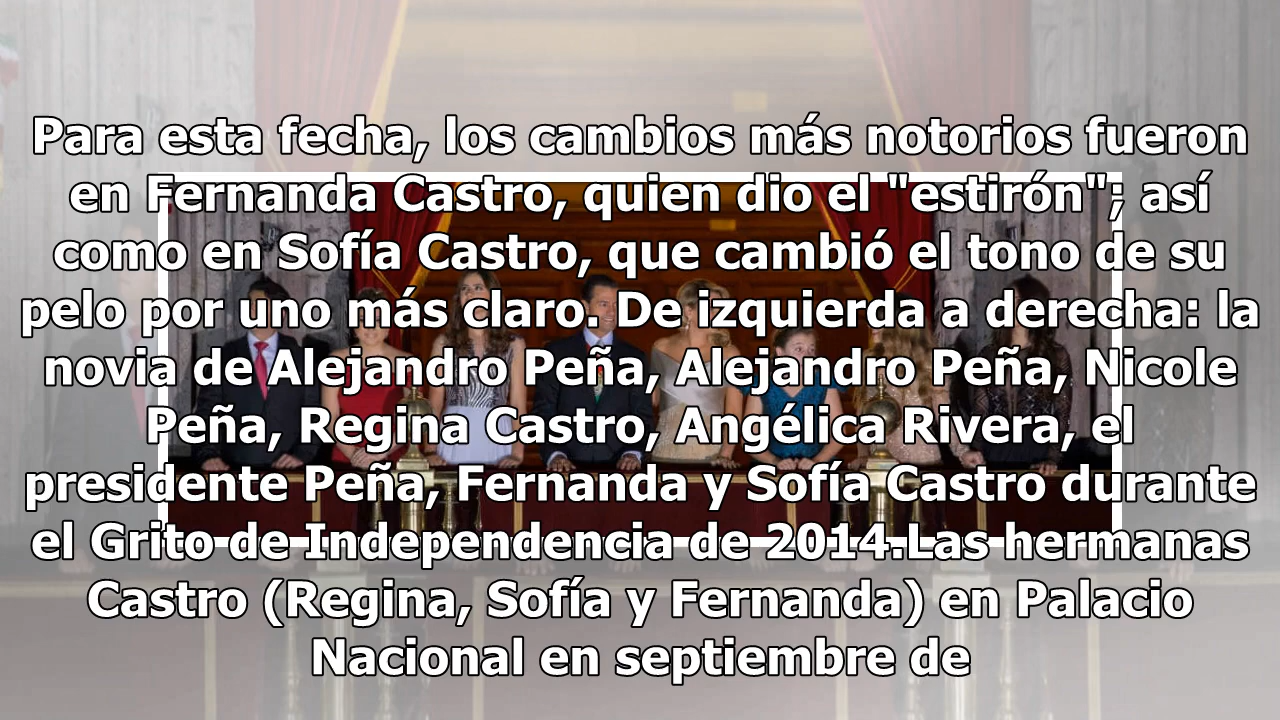 Para esta fecha, los cambios más notorios fueron
en Fernanda Castro, quien dio el "estirón"; así
como en Sofía Castro, que cambió el tono de su
pelo por uno más claro. De izquierda a derecha: la
novia de Alejandro Peña, Alejandro Peña, Nicole
Peña, Regina Castro, Angélica Rivera, el
presidente Peña, Fernanda y Sofía Castro durante
el Grito de Independencia de 2014.Las hermanas
Castro (Regina, Sofía y Fernanda) en Palacio
Nacional en septiembre de